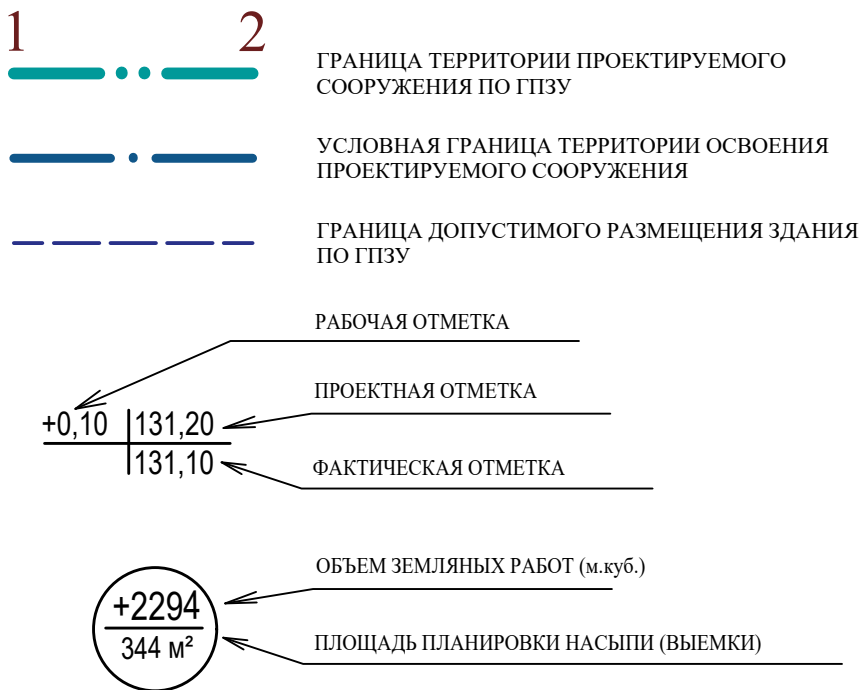 1 2
ГРАНИЦА ТЕРРИТОРИИ ПРОЕКТИРУЕМОГО
СООРУЖЕНИЯ ПО ГПЗУ
УСЛОВНАЯ ГРАНИЦА ТЕРРИТОРИИ ОСВОЕНИЯ
ПРОЕКТИРУЕМОГО СООРУЖЕНИЯ
ГРАНИЦА ДОПУСТИМОГО РАЗМЕЩЕНИЯ ЗДАНИЯ
ПО ГПЗУ
РАБОЧАЯ ОТМЕТКА
ПРОЕКТНАЯ ОТМЕТКА
+0,10 131,20
131,10
ФАКТИЧЕСКАЯ ОТМЕТКА
ОБЪЕМ ЗЕМЛЯНЫХ РАБОТ (м.куб.)
+2294
344 м²
ПЛОЩАДЬ ПЛАНИРОВКИ НАСЫПИ (ВЫЕМКИ)